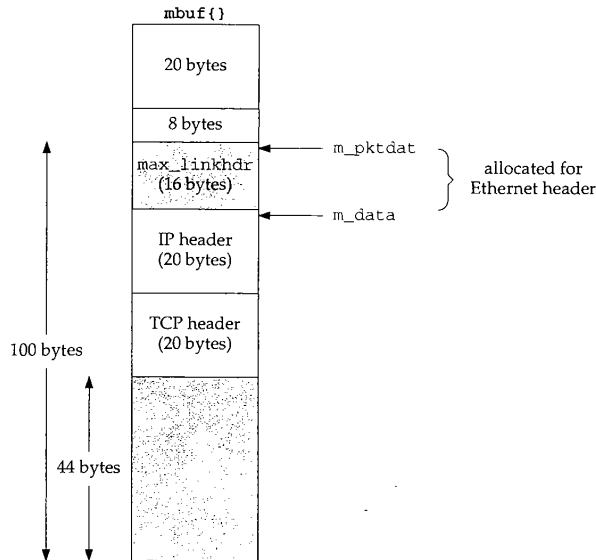 mbuf{}
20 bytes
8 bytes
m_pktdat
max_linkhdr
(16 bytes)
allocated for
Ethernet header
m_data
IP header
(20 bytes)
TCP header
(20 bytes)
100 bytes
44 bytes